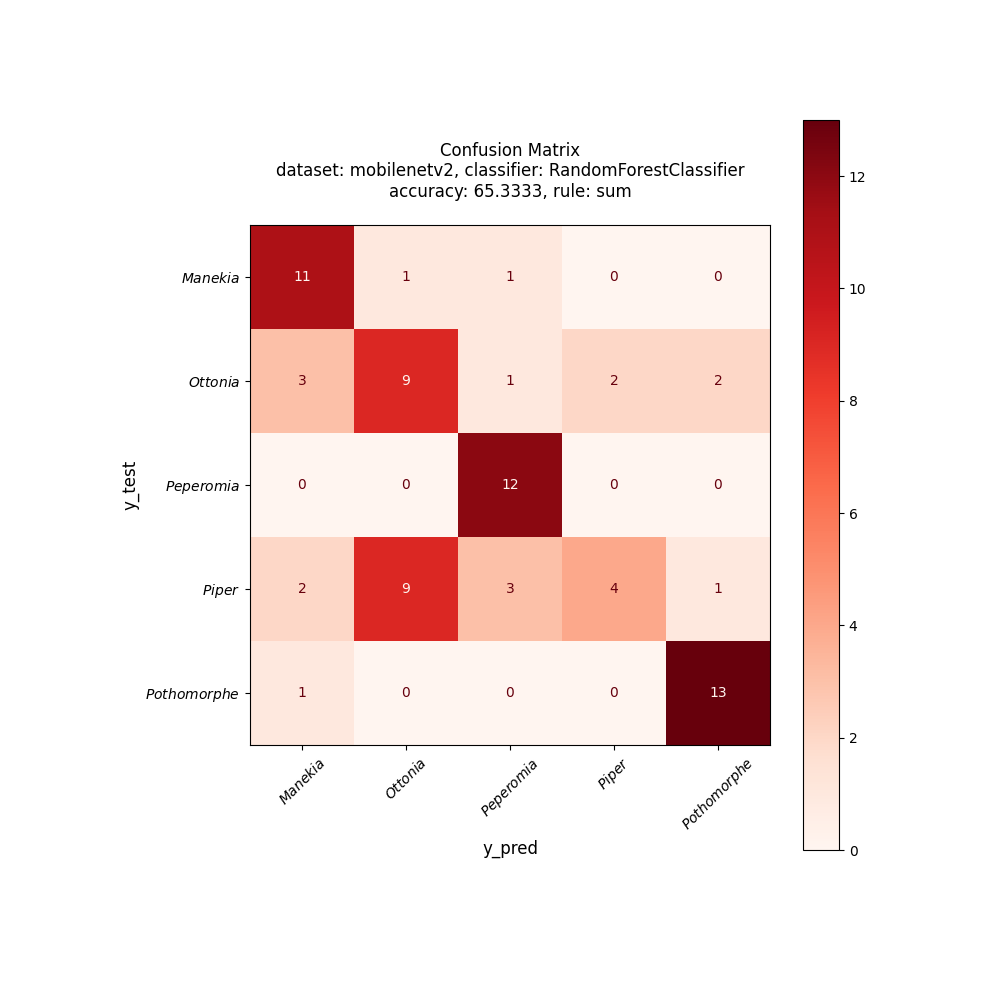 Confusion Matrix
dataset: mobilenetv2, classifier: RandomForestClassifier
accuracy: 65.3333, rule: sum
y_test
Manekia 11 1 1 0 0
Ottonia 3 9 1 2 2
Peperomia 0 0 12 0 0
Piper 2 9 3 4 1
Pothomorphe 1 0 0 0 13
Manekia Ottonia Peperomia Piper Pothomorphe
y_pred
12
10
8
6
4
2
0